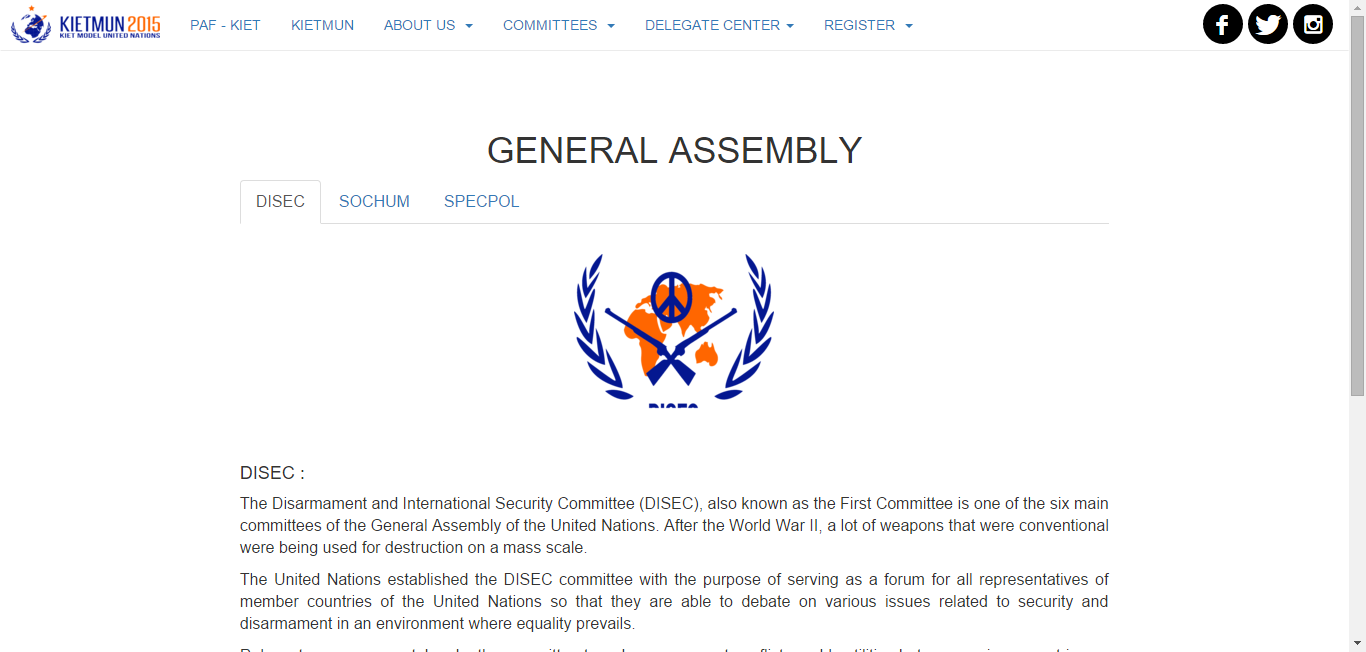 KIETMUN 2015
KIET MODEL UNITED NATIONS
PAF - KIET
KIETMUN
ABOUT US
COMMITTEES
DELEGATE CENTER
REGISTER
GENERAL ASSEMBLY
DISEC
SOCHUM
SPECPOL
DISEC
DISEC :
The Disarmament and International Security Committee (DISEC), also known as the First Committee is one of the six main
committees of the General Assembly of the United Nations. After the World War II, a lot of weapons that were conventional
were being used for destruction on a mass scale.
The United Nations established the DISEC committee with the purpose of serving as a forum for all representatives of
member countries of the United Nations so that they are able to debate on various issues related to security and
disarmament in an environment where equality prevails.